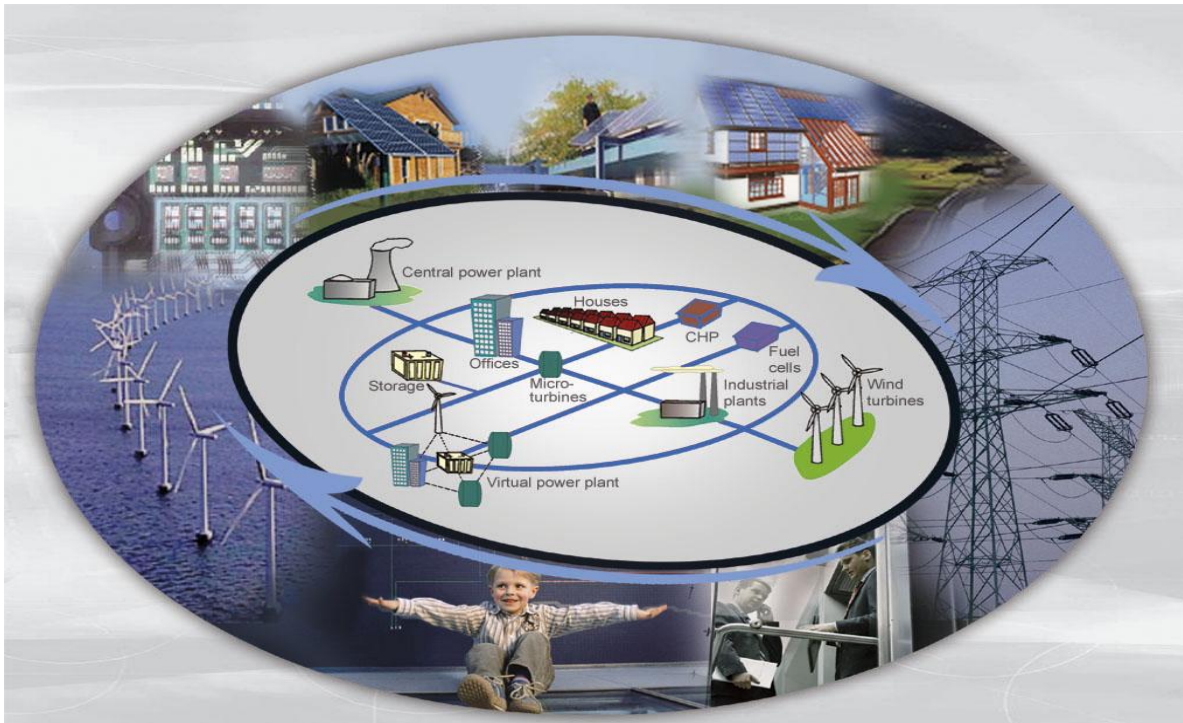 Central power plant
Houses
CHP
Offices
Fuel
cells
Storage
Micro-
turbines
Industrial
plants
Wind
turbines
Virtual power plant